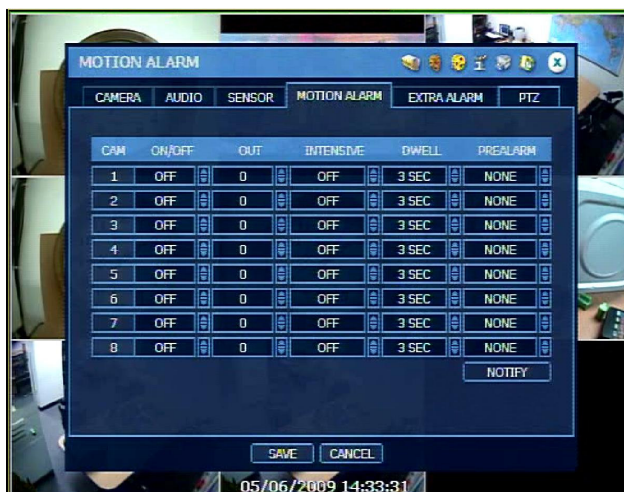 MOTION ALARM
CAMERA AUDIO SENSOR MOTION ALARM EXTRA ALARM PTZ
CAM ON/OFF OUT INTENSIVE DWELL PREALARM
1 OFF 0 OFF 3 SEC NONE
2 OFF 0 OFF 3 SEC NONE
3 OFF 0 OFF 3 SEC NONE
4 OFF 0 OFF 3 SEC NONE
5 OFF 0 OFF 3 SEC NONE
6 OFF 0 OFF 3 SEC NONE
7 OFF 0 OFF 3 SEC NONE
8 OFF 0 OFF 3 SEC NONE
NOTIFY
SAVE CANCEL
05/06/2009 14:33:31